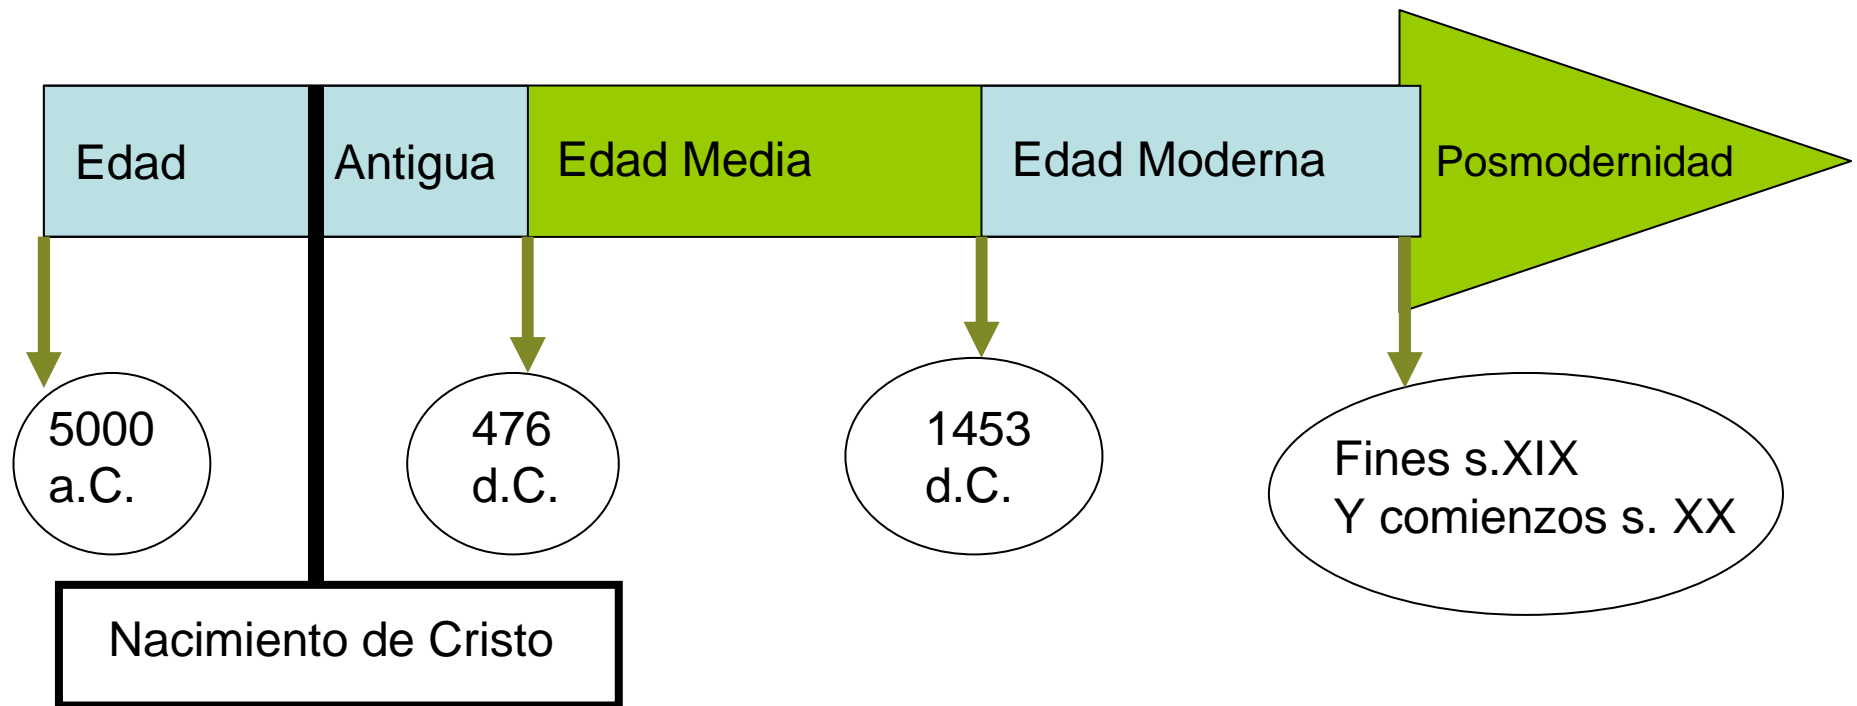 Edad Antigua
Edad Media
Edad Moderna
Posmodernidad
5000
a.C.
476
d.C.
1453
d.C.
Fines s.XIX
Y comienzos s. XX
Nacimiento de Cristo